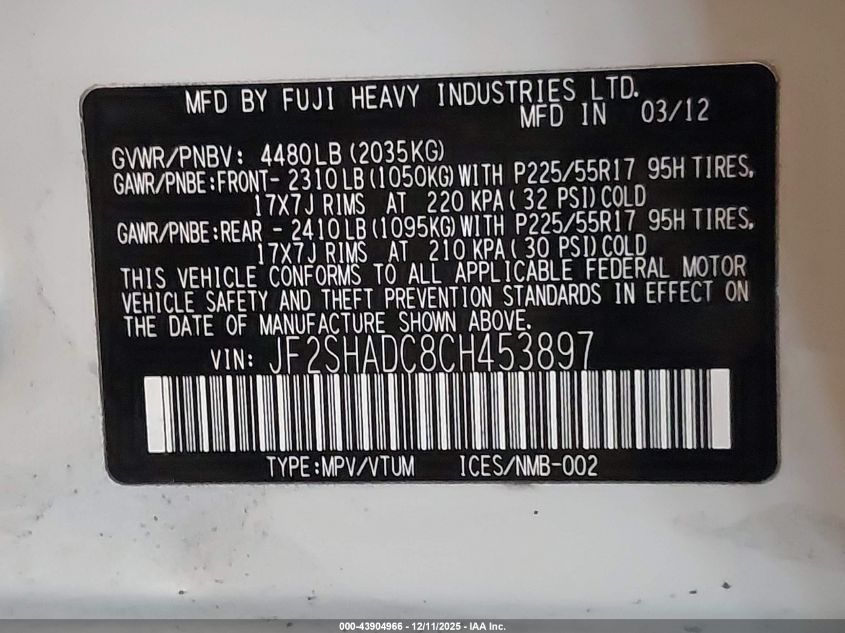 MFD BY FUJI HEAVY INDUSTRIES LTD.
MFD IN 03/12
GVWR/PNBV: 4480LB (2035KG)
GAWR/PNBE:FRONT- 2310LB (1050KG) WITH P225/55R17 95H TIRES,
17X7J RIMS AT 220 KPA ( 32 PSI) COLD
GAWR/PNBE:REAR - 2410LB (1095KG) WITH P225/55R17 95H TIRES,
17X7J RIMS AT 210 KPA ( 30 PSI) COLD
THIS VEHICLE CONFORMS TO ALL APPLICABLE FEDERAL MOTOR
VEHICLE SAFETY AND THEFT PREVENTION STANDARDS IN EFFECT ON
THE DATE OF MANUFACTURE SHOWN ABOVE.
VIN: JF2SHADC8CH453897
TYPE:MPV/VTUM ICES/NMB-002
000-43904966 - 12/11/2025 - IAA Inc.